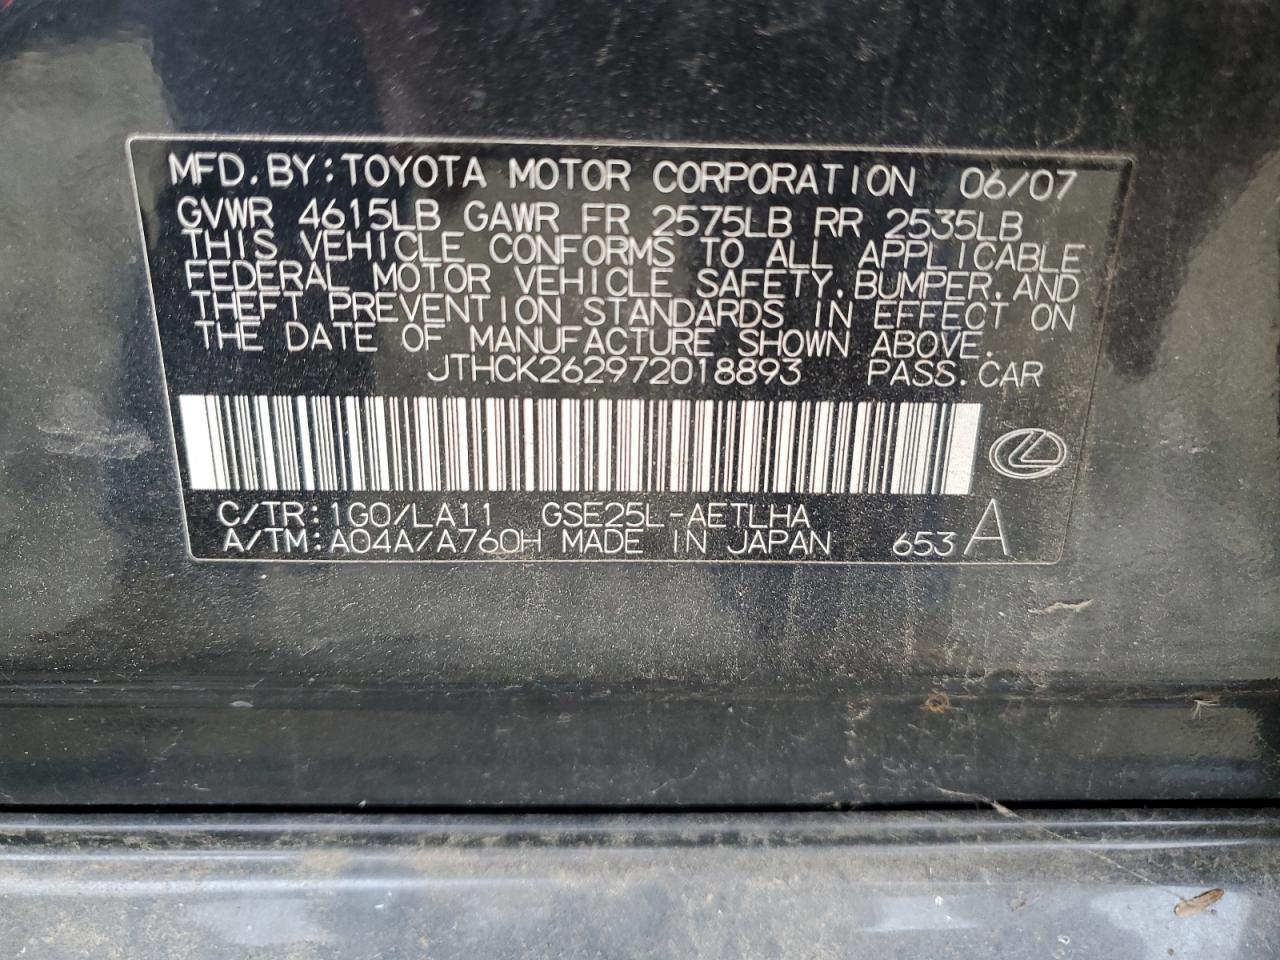 MFD. BY: TOYOTA MOTOR CORPORATION 06/07
GVWR 4615LB GAWR FR 2575LB RR 2535LB
THIS VEHICLE CONFORMS TO ALL APPLICABLE
FEDERAL MOTOR VEHICLE SAFETY, BUMPER, AND
THEFT PREVENTION STANDARDS IN EFFECT ON
THE DATE OF MANUFACTURE SHOWN ABOVE.
JTHCK262972018893 PASS. CAR
C/TR: 1G0/LA11 GSE25L-AETLHA
A/TM: A04A/A760H MADE IN JAPAN 653 A